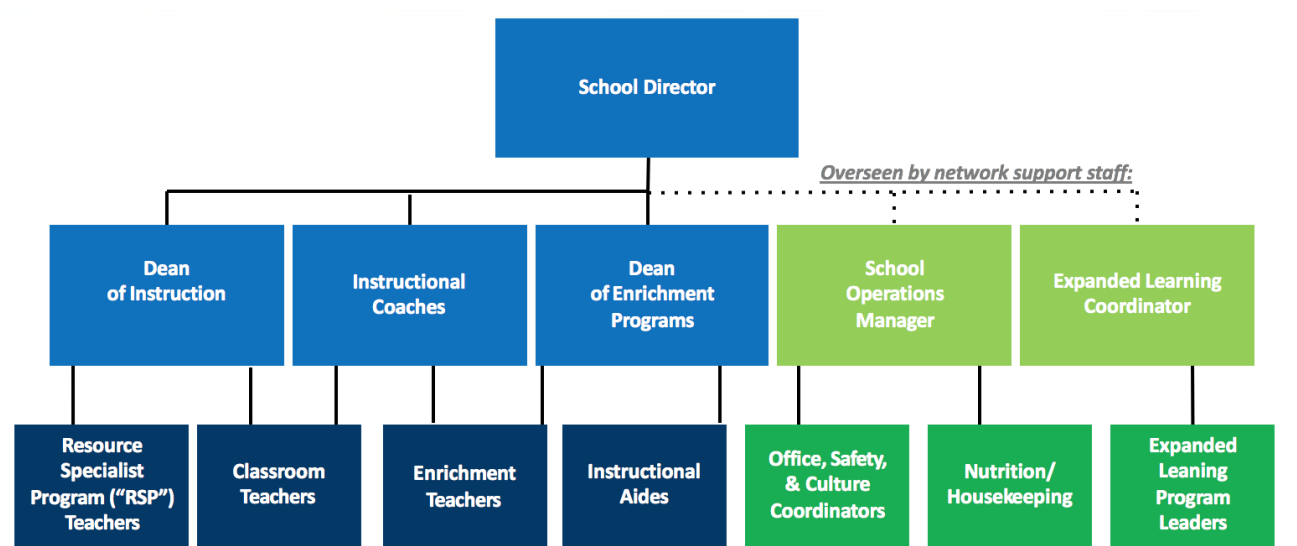 School Director
Overseen by network support staff:
Dean
of Instruction
Instructional
Coaches
Dean
of Enrichment
Programs
School
Operations
Manager
Expanded Learning
Coordinator
Resource
Specialist
Program (“RSP”)
Teachers
Classroom
Teachers
Enrichment
Teachers
Instructional
Aides
Office, Safety,
& Culture
Coordinators
Nutrition/
Housekeeping
Expanded
Leaning
Program
Leaders